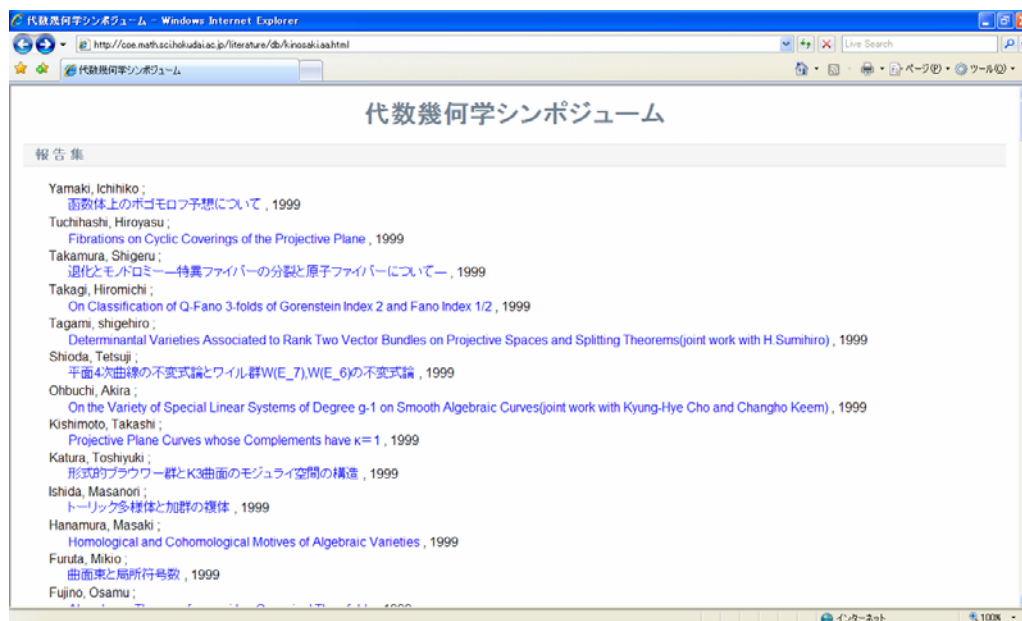 代数幾何学シンポジューム - Windows Internet Explorer
http://coe.math.sci.hokudai.ac.jp/literature/db/kinosaki.aa.html
Live Search
代数幾何学シンポジューム
ページ(P)
ツール(O)
代数幾何学シンポジューム
報告集
Yamaki, Ichihiko ;
函数体上のボゴモロフ予想について , 1999
Tuchihashi, Hiroyasu ;
Fibrations on Cyclic Coverings of the Projective Plane , 1999
Takamura, Shigeru ;
退化とモノドロミー―特異ファイバーの分裂と原子ファイバーについて― , 1999
Takagi, Hiromichi ;
On Classification of Q-Fano 3-folds of Gorenstein Index 2 and Fano Index 1/2 , 1999
Tagami, shigehiro ;
Determinantal Varieties Associated to Rank Two Vector Bundles on Projective Spaces and Splitting Theorems(joint work with H.Sumihiro) , 1999
Shioda, Tetsuji ;
平面4次曲線の不変式論とワイル群W(E_7),W(E_6)の不変式論 , 1999
Ohbuchi, Akira ;
On the Variety of Special Linear Systems of Degree g-1 on Smooth Algebraic Curves(joint work with Kyung-Hye Cho and Changho Keem) , 1999
Kishimoto, Takashi ;
Projective Plane Curves whose Complements have κ=1 , 1999
Katura, Toshiyuki ;
形式的ブラウワー群とK3曲面のモジュライ空間の構造 , 1999
Ishida, Masanori ;
トーリック多様体と加群の複体 , 1999
Hanamura, Masaki ;
Homological and Cohomological Motives of Algebraic Varieties , 1999
Furuta, Mikio ;
曲面束と局所符号数 , 1999
Fujino, Osamu ;
インターネット
100%